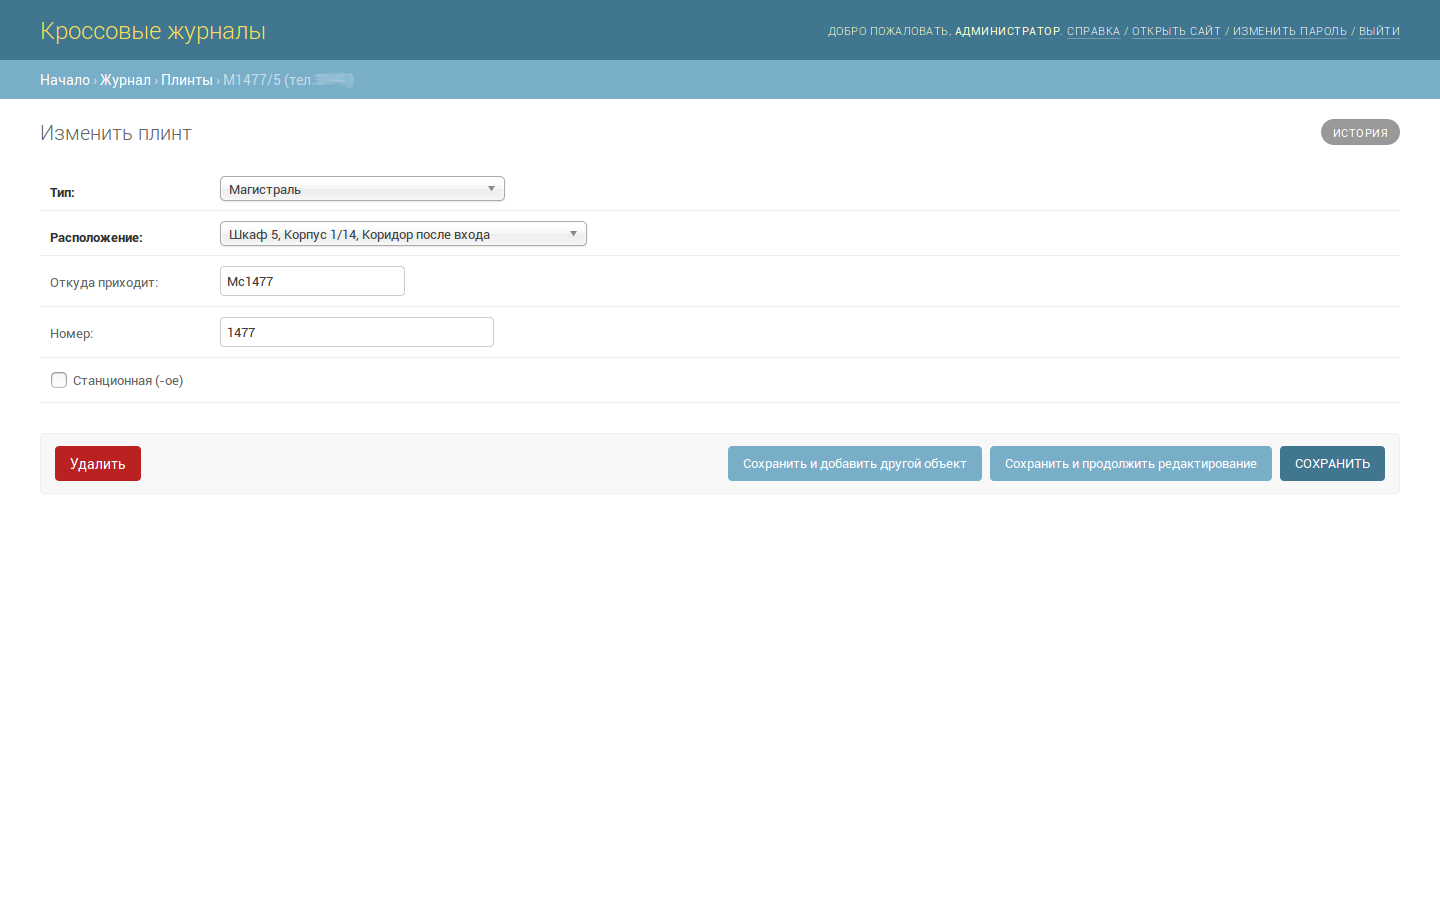 Кроссовые журналы
ДОБРО ПОЖАЛОВАТЬ, АДМИНИСТРАТОР. СПРАВКА / ОТКРЫТЬ САЙТ / ИЗМЕНИТЬ ПАРОЛЬ / ВЫЙТИ
Начало › Журнал › Плинты › М1477/5 (тел.
Изменить плинт
ИСТОРИЯ
Тип: Магистраль
Расположение: Шкаф 5, Корпус 1/14, Коридор после входа
Откуда приходит: Мс1477
Номер: 1477
Станционная (-ое)
Удалить Сохранить и добавить другой объект Сохранить и продолжить редактирование СОХРАНИТЬ